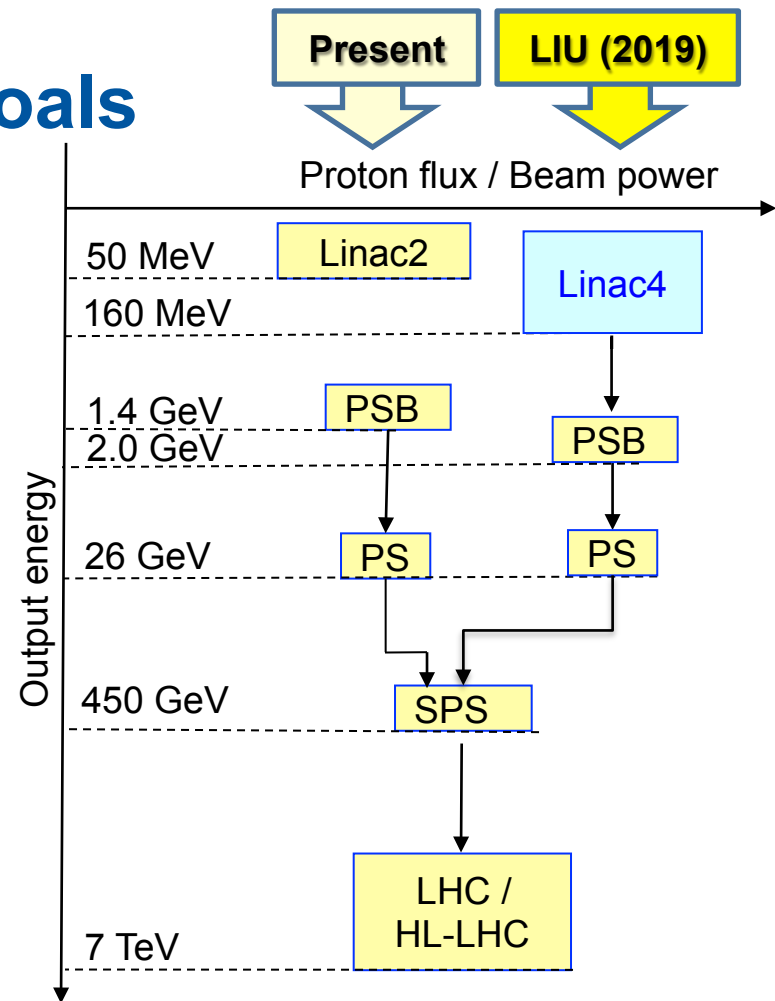 Present
LIU (2019)
oals
Proton flux / Beam power
50 MeV
Linac2
Linac4
160 MeV
1.4 GeV
PSB
2.0 GeV
PSB
Output energy
26 GeV
PS
PS
450 GeV
SPS
LHC /
HL-LHC
7 TeV